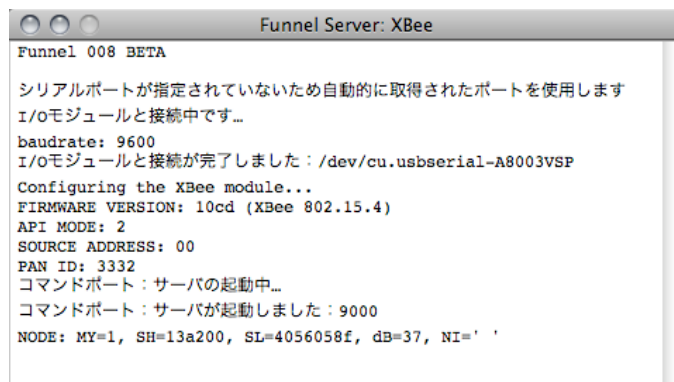 Funnel Server: XBee
Funnel 008 BETA
シリアルポートが指定されていないため自動的に取得されたポートを使用します
I/Oモジュールと接続中です…
baudrate: 9600
I/Oモジュールと接続が完了しました：/dev/cu.usbserial-A8003VSP
Configuring the XBee module...
FIRMWARE VERSION: 10cd (XBee 802.15.4)
API MODE: 2
SOURCE ADDRESS: 00
PAN ID: 3332
コマンドポート：サーバの起動中…
コマンドポート：サーバが起動しました：9000
NODE: MY=1, SH=13a200, SL=4056058f, dB=37, NI=' '